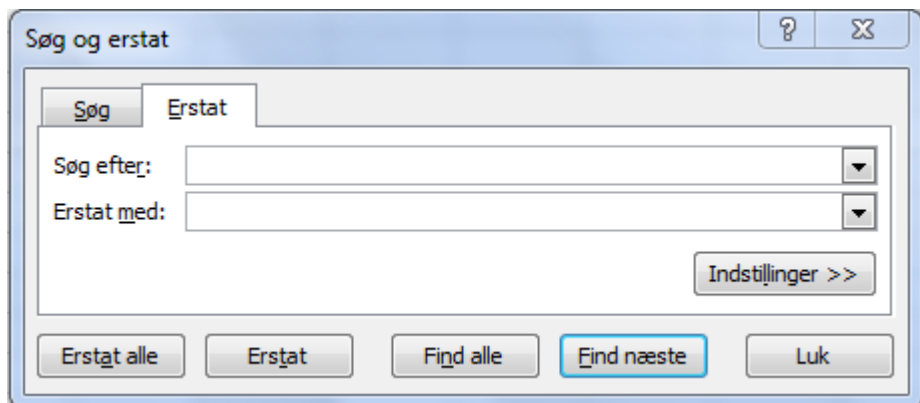 Søg og erstat
Søg Erstat
Søg efter:
Erstat med:
Indstillinger >>
Erstat alle Erstat Find alle Find næste Luk